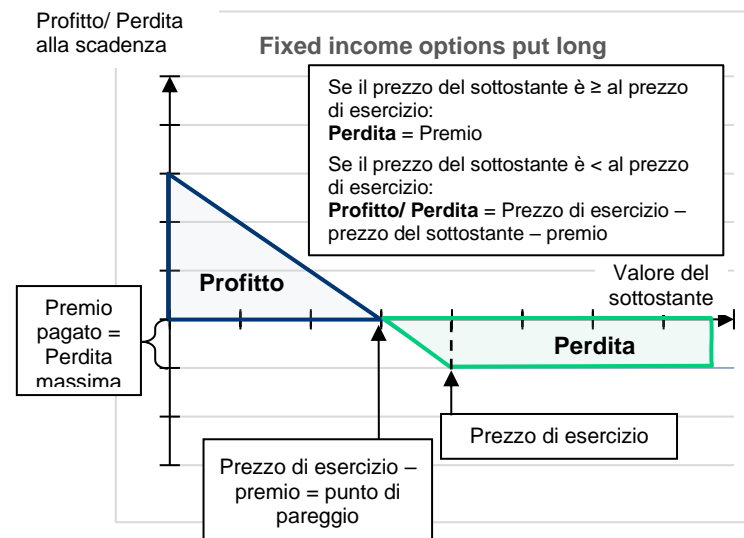 Profitto/ Perdita
alla scadenza
Fixed income options put long
Se il prezzo del sottostante è ≥ al prezzo
di esercizio:
Perdita = Premio
Se il prezzo del sottostante è < al prezzo
di esercizio:
Profitto/ Perdita = Prezzo di esercizio –
prezzo del sottostante – premio
Valore del
sottostante
Profitto
Premio
pagato =
Perdita
massima
Perdita
Prezzo di esercizio
Prezzo di esercizio –
premio = punto di
pareggio